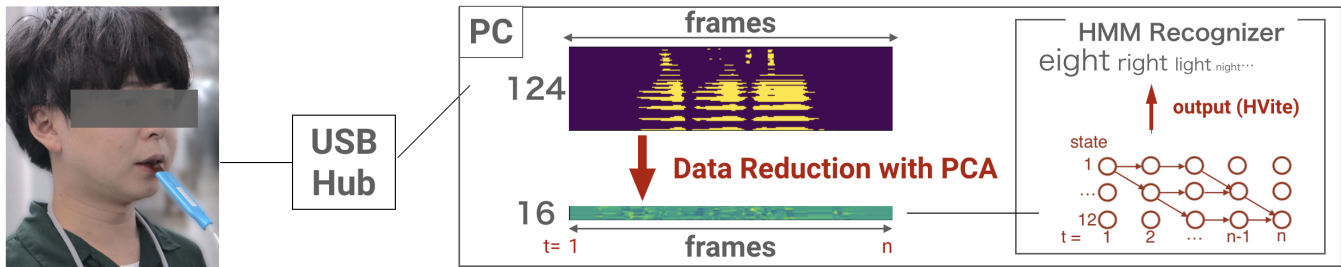 USB
Hub
PC
frames
124
Data Reduction with PCA
16
t= 1
n
frames
HMM Recognizer
eight right light night…
output (HVite)
state
1
…
12
t = 1 2 … n-1 n